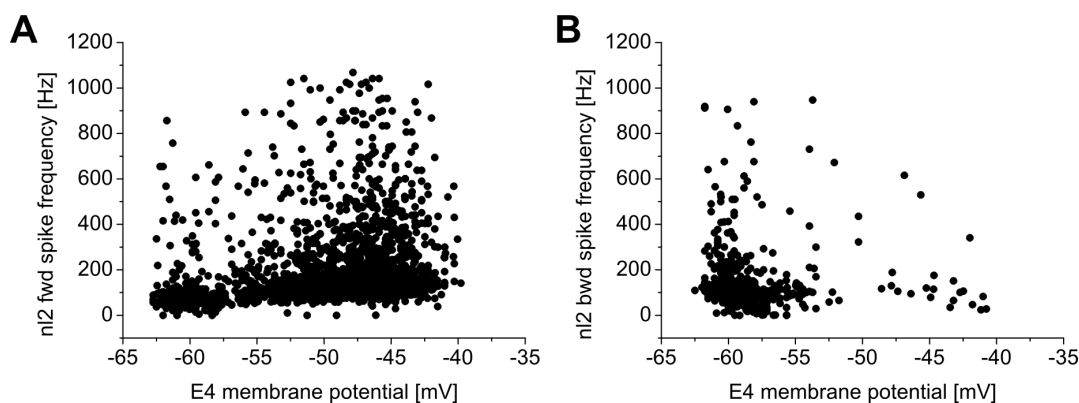 A
1200
1000
800
600
400
200
0
nl2 fwd spike frequency [Hz]
-65 -60 -55 -50 -45 -40 -35
E4 membrane potential [mV]
B
1200
1000
800
600
400
200
0
nl2 bwd spike frequency [Hz]
-65 -60 -55 -50 -45 -40 -35
E4 membrane potential [mV]